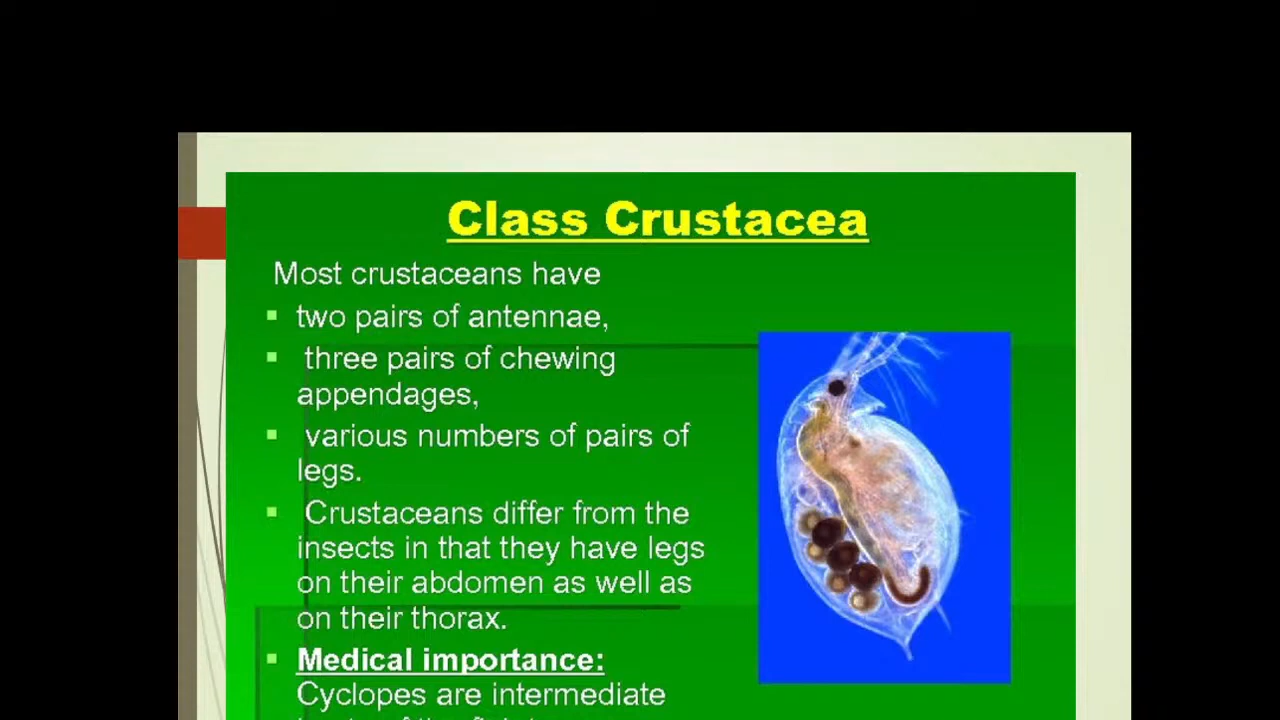 Class Crustacea
Most crustaceans have
▪ two pairs of antennae,
▪ three pairs of chewing
appendages,
▪ various numbers of pairs of
legs.
▪ Crustaceans differ from the
insects in that they have legs
on their abdomen as well as
on their thorax.
▪ Medical importance:
Cyclopes are intermediate